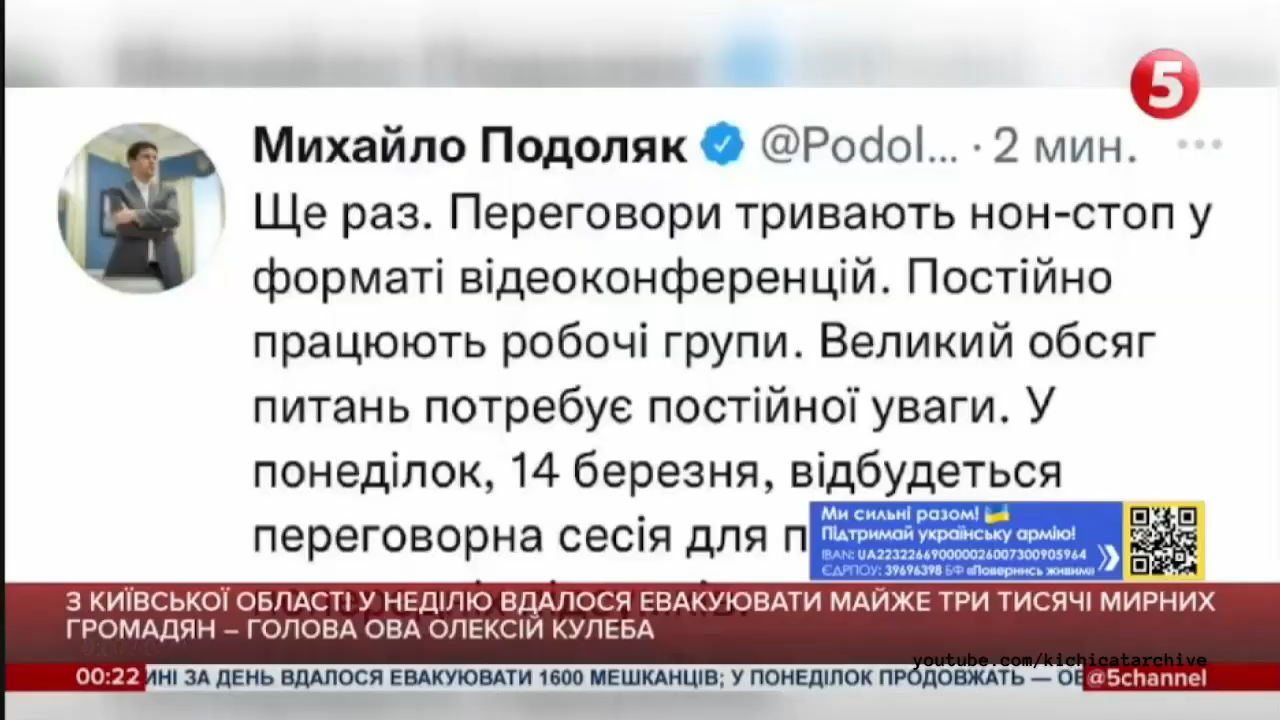 5
Михайло Подоляк @Podol... · 2 мин.
Ще раз. Переговори тривають нон-стоп у
форматі відеоконференцій. Постійно
працюють робочі групи. Великий обсяг
питань потребує постійної уваги. У
понеділок, 14 березня, відбудеться
переговорна сесія для п
Ми сильні разом!
Підтримай українську армію!
IBAN: UA223226690000026007300905964
ЄДРПОУ: 39696398 БФ «Повернись живим»
З КИЇВСЬКОЇ ОБЛАСТІ У НЕДІЛЮ ВДАЛОСЯ ЕВАКУЮВАТИ МАЙЖЕ ТРИ ТИСЯЧІ МИРНИХ
ГРОМАДЯН – ГОЛОВА ОВА ОЛЕКСІЙ КУЛЕБА
youtube.com/kichicatarchive
00:22 ИНІ ЗА ДЕНЬ ВДАЛОСЯ ЕВАКУЮВАТИ 1600 МЕШКАНЦІВ; У ПОНЕДІЛОК ПРОДОВЖАТЬ — ОВ @5channel